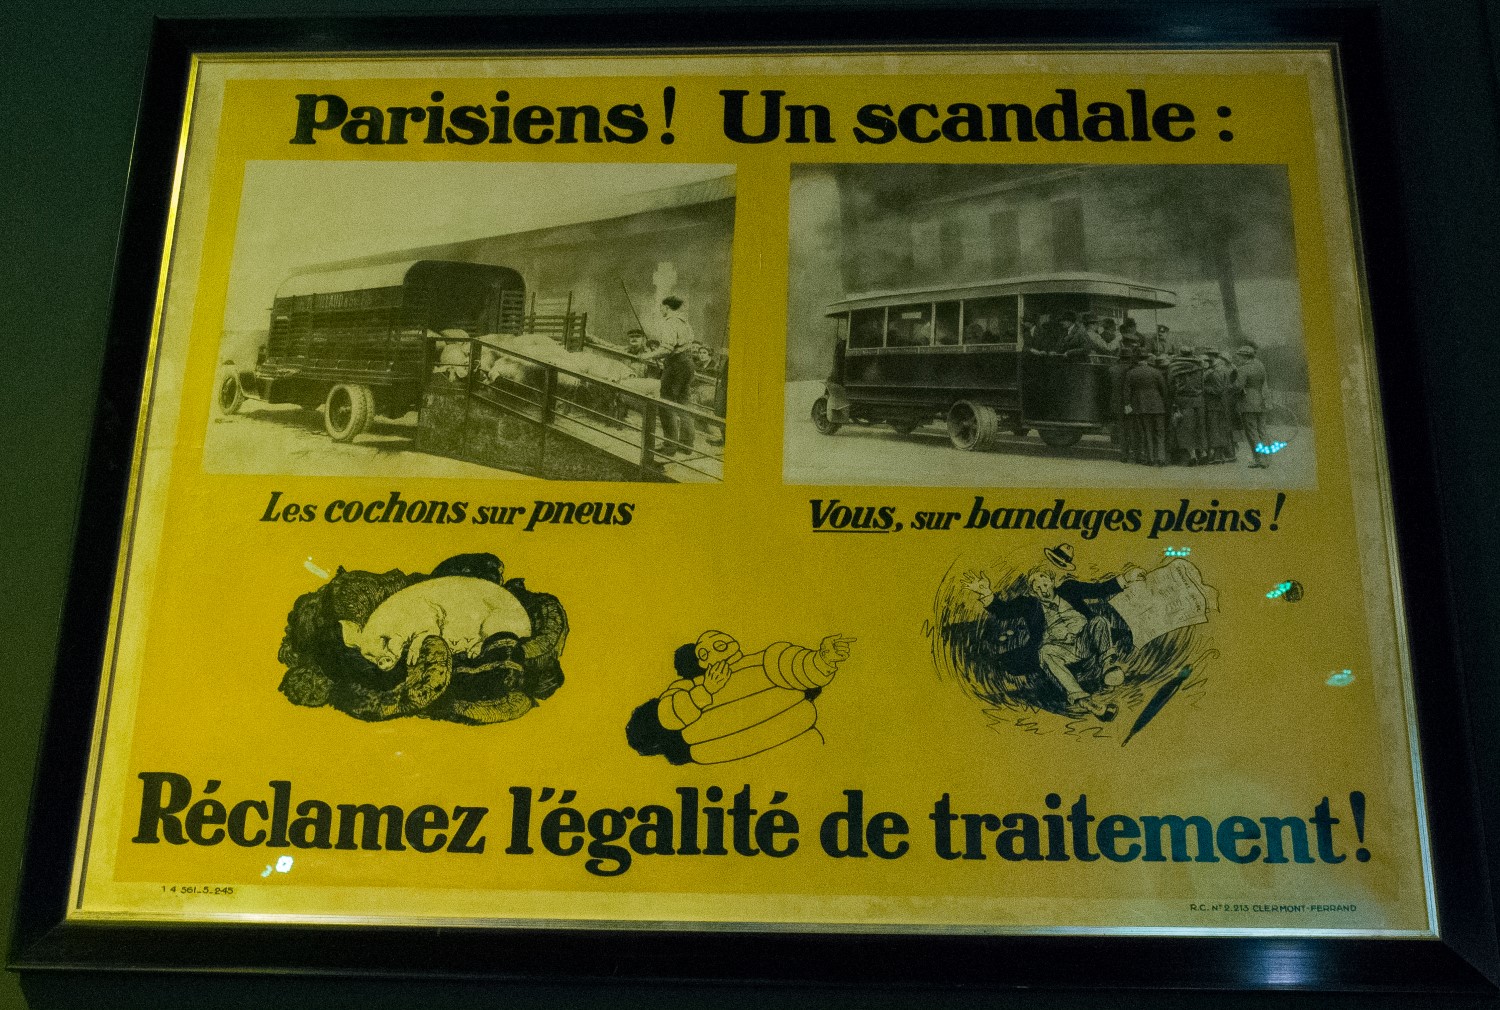 Parisiens! Un scandale :
Les cochons sur pneus
Vous, sur bandages pleins!
Réclamez l'égalité de traitement!
R.C. Nº 2.213 CLERMONT-FERRAND